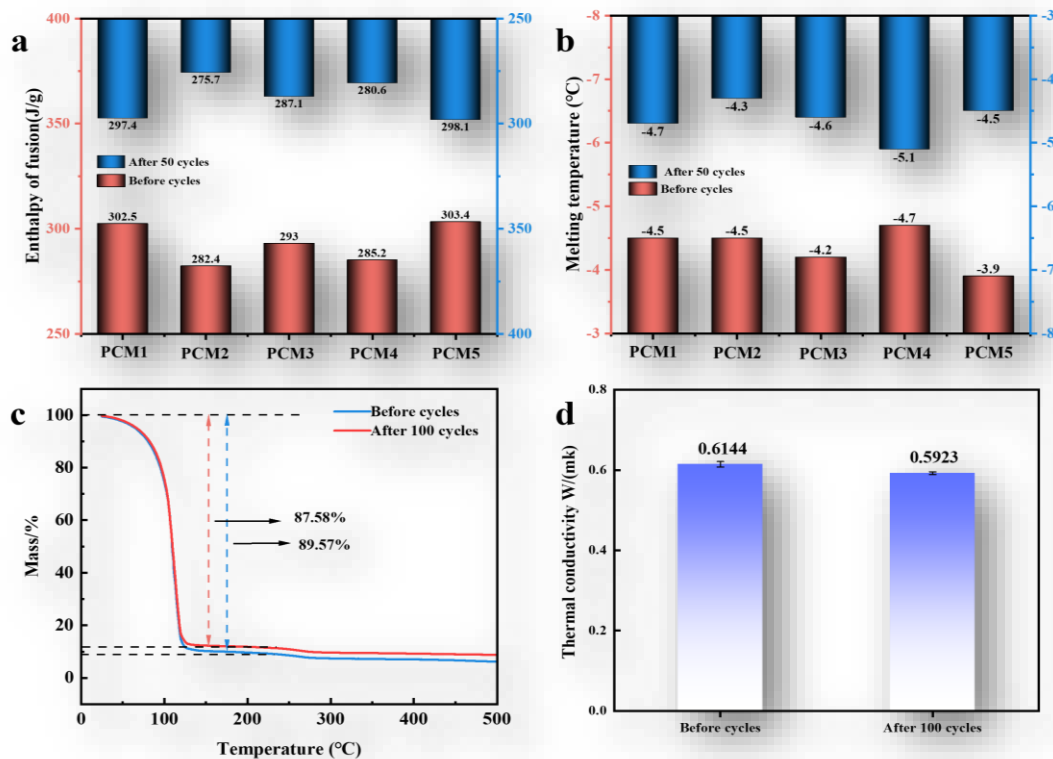 a
Enthalpy of fusion(J/g)
400
350
300
250
250
300
350
400
297.4
275.7
287.1
280.6
298.1
After 50 cycles
Before cycles
302.5
282.4
293
285.2
303.4
PCM1
PCM2
PCM3
PCM4
PCM5
b
Melting temperature (℃)
-8
-7
-6
-5
-4
-3
-3
-4
-5
-6
-7
-8
-4.7
-4.3
-4.6
-5.1
-4.5
After 50 cycles
Before cycles
-4.5
-4.5
-4.2
-4.7
-3.9
PCM1
PCM2
PCM3
PCM4
PCM5
c
Mass/%
100
80
60
40
20
0
Before cycles
After 100 cycles
87.58%
89.57%
0
100
200
300
400
500
Temperature (℃)
d
Thermal conductivity W/(mk)
0.8
0.6
0.4
0.2
0.0
0.6144
0.5923
Before cycles
After 100 cycles